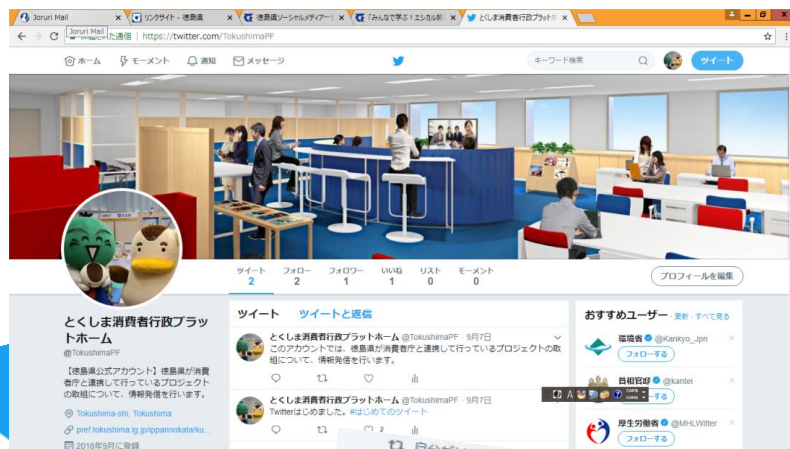 Joruri Mail
リンクサイト - 徳島県
徳島県ソーシャルメディア
「みんなで学ぶ！エシカル
とくしま消費者行政プラット
Joruri Mail
通信
https://twitter.com/TokushimaPF
ホーム
モーメント
通知
メッセージ
キーワード検索
ツイート
ツイート
2
フォロー
2
フォロワー
1
いいね
1
リスト
0
モーメント
0
プロフィールを編集
とくしま消費者行政プラッ
トホーム
@TokushimaPF
【徳島県公式アカウント】徳島県が消費
者庁と連携して行っているプロジェクト
の取組について、情報発信を行います。
Tokushima-shi, Tokushima
pref.tokushima.lg.jp/ippannokata/ku...
2018年9月に登録
ツイート
ツイートと返信
とくしま消費者行政プラットホーム @TokushimaPF · 9月7日
このアカウントでは、徳島県が消費者庁と連携して行っているプロジェクトの取
組について、情報発信を行います。
とくしま消費者行政プラットホーム @TokushimaPF · 9月7日
Twitterはじめました。#はじめてのツイート
2
おすすめユーザー · 更新 · すべて見る
環境省 @Kankyo_Jpn
フォローする
首相官邸 @kantei
CAPS
KANA
厚生労働省 @MHLWitter
フォローする